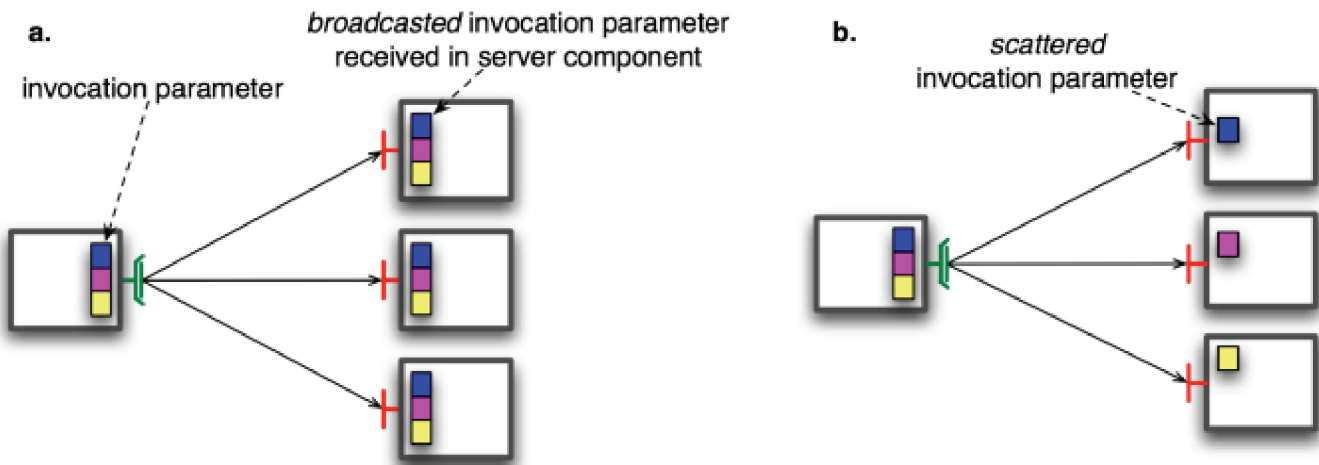 a.
broadcasted invocation parameter
received in server component
invocation parameter
b.
scattered
invocation parameter